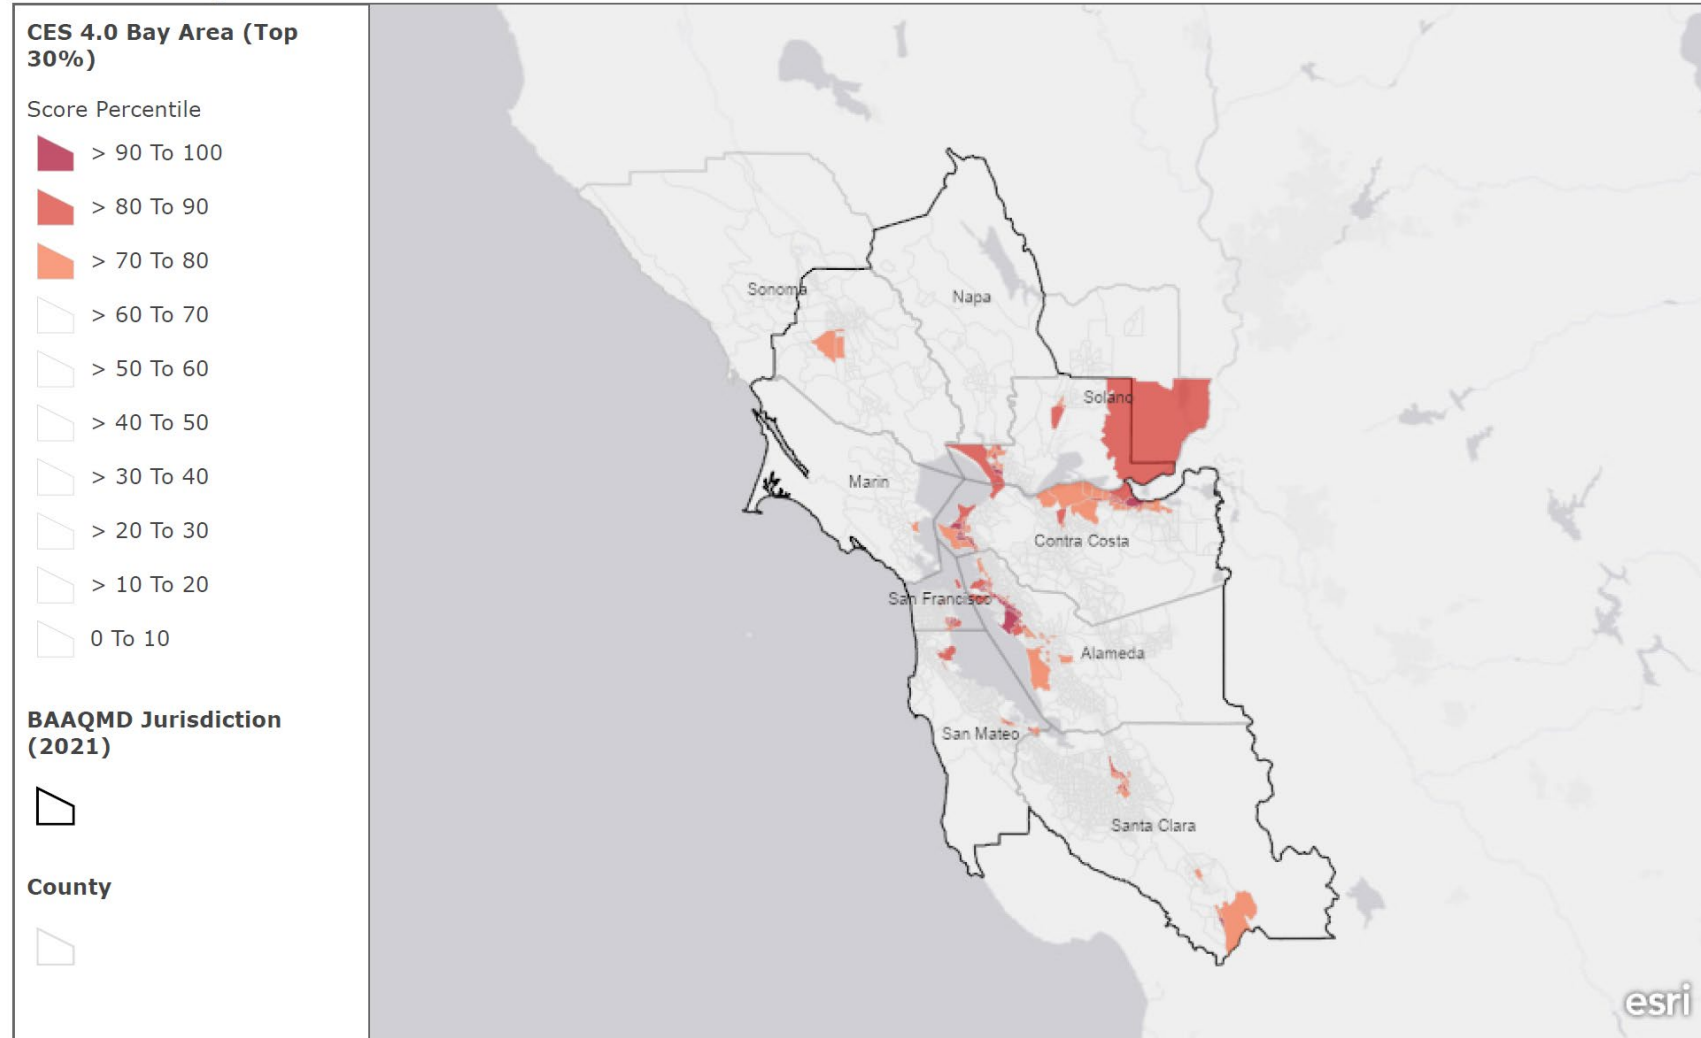 CES 4.0 Bay Area (Top
30%)
Score Percentile
> 90 To 100
> 80 To 90
> 70 To 80
> 60 To 70
> 50 To 60
> 40 To 50
> 30 To 40
> 20 To 30
> 10 To 20
0 To 10
BAAQMD Jurisdiction
(2021)
County
Sonoma
Napa
Solano
Marin
Contra Costa
San Francisco
Alameda
San Mateo
Santa Clara
esri